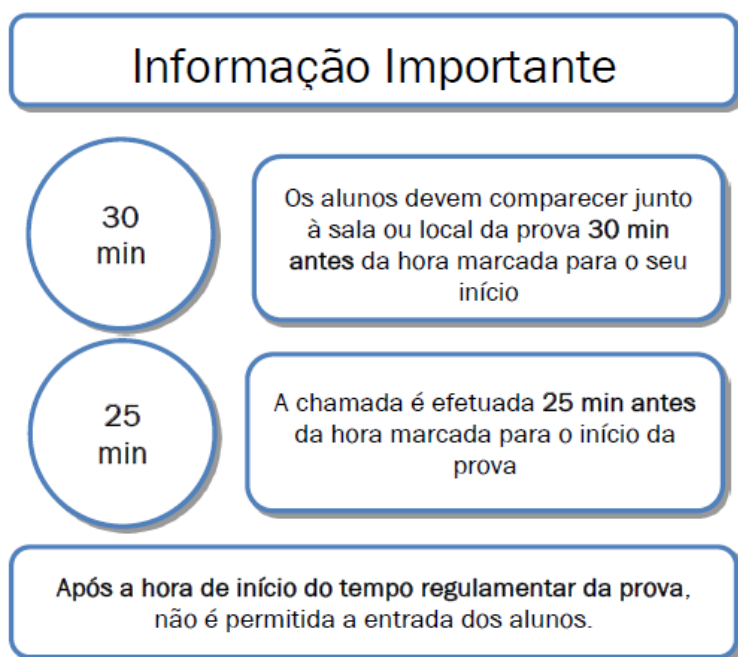 Informação Importante
30
min
Os alunos devem comparecer junto
à sala ou local da prova 30 min
antes da hora marcada para o seu
início
25
min
A chamada é efetuada 25 min antes
da hora marcada para o início da
prova
Após a hora de início do tempo regulamentar da prova,
não é permitida a entrada dos alunos.